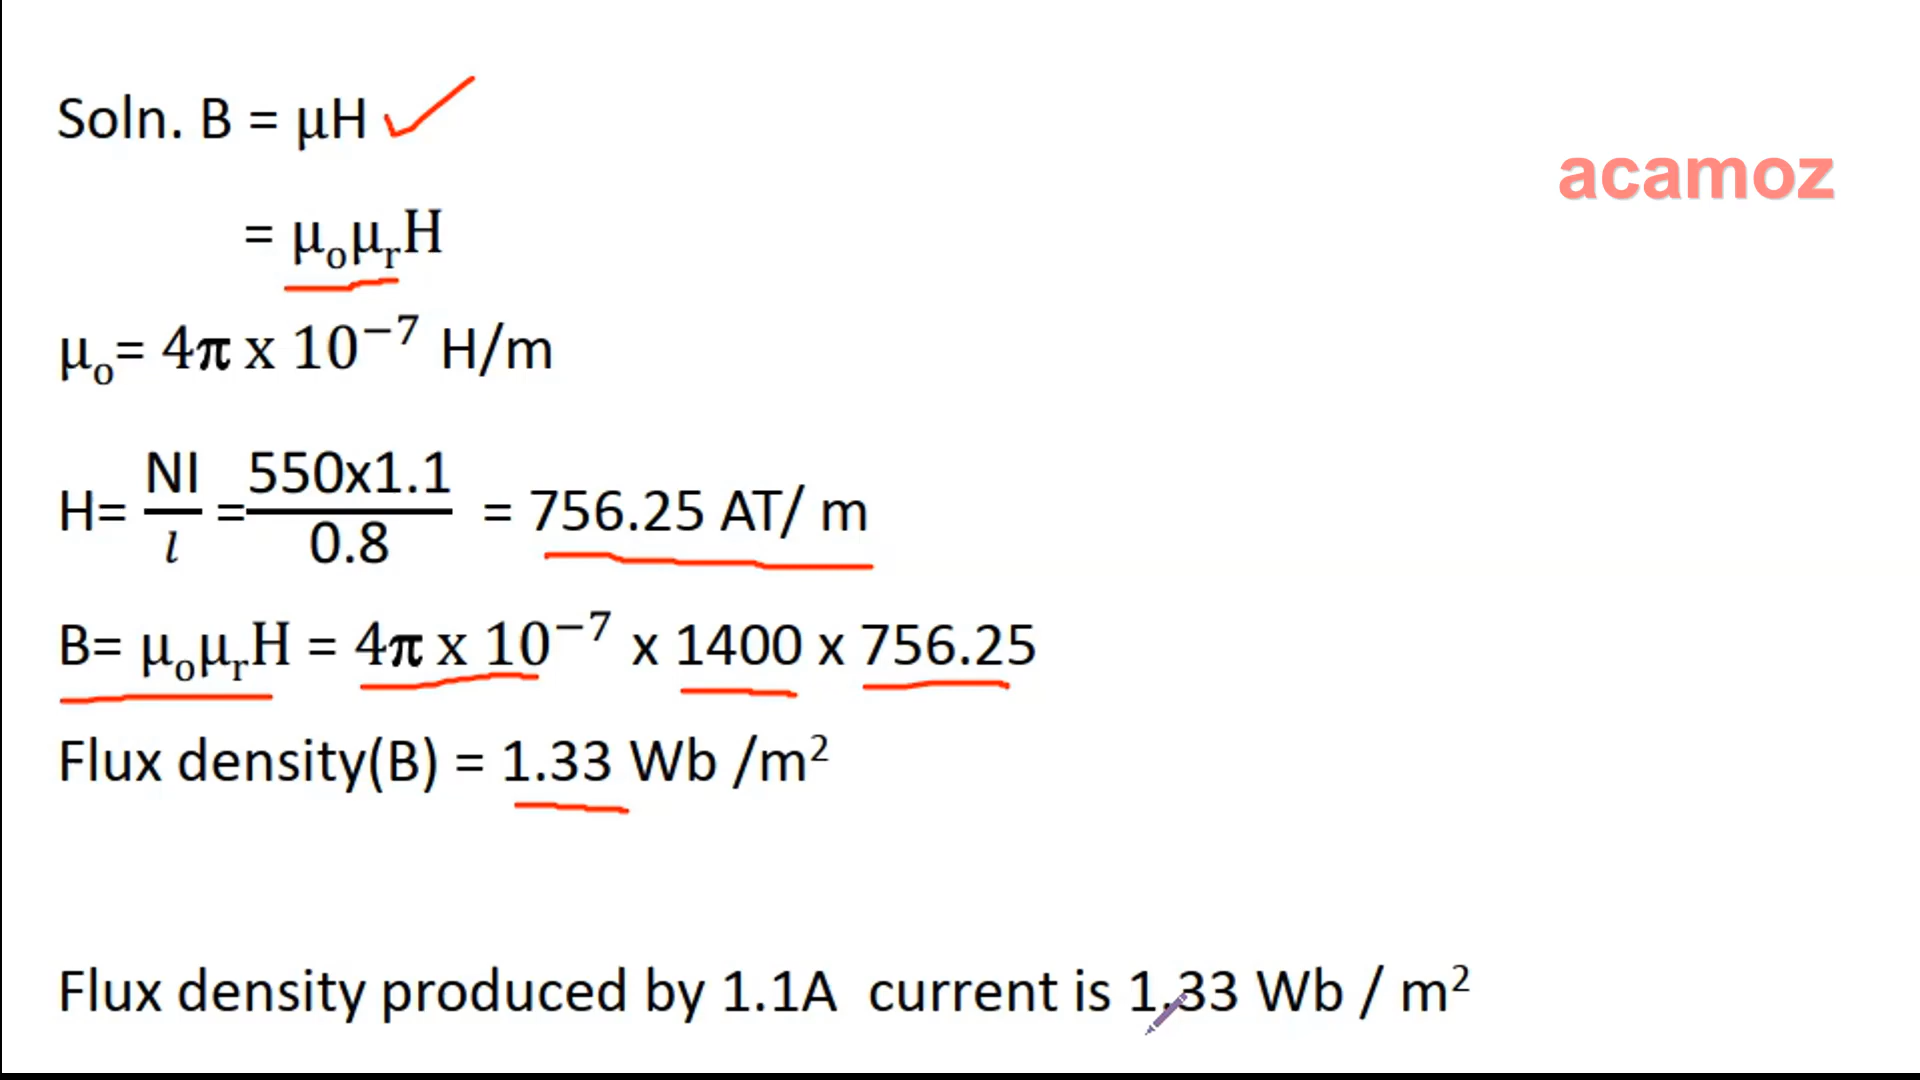 Soln. B = μH
acamoz
= μₒμᵣH
μₒ= 4π x 10⁻⁷ H/m
H= NI/l = 550x1.1/0.8 = 756.25 AT/ m
B= μₒμᵣH = 4π x 10⁻⁷ x 1400 x 756.25
Flux density(B) = 1.33 Wb /m²
Flux density produced by 1.1A current is 1.33 Wb / m²